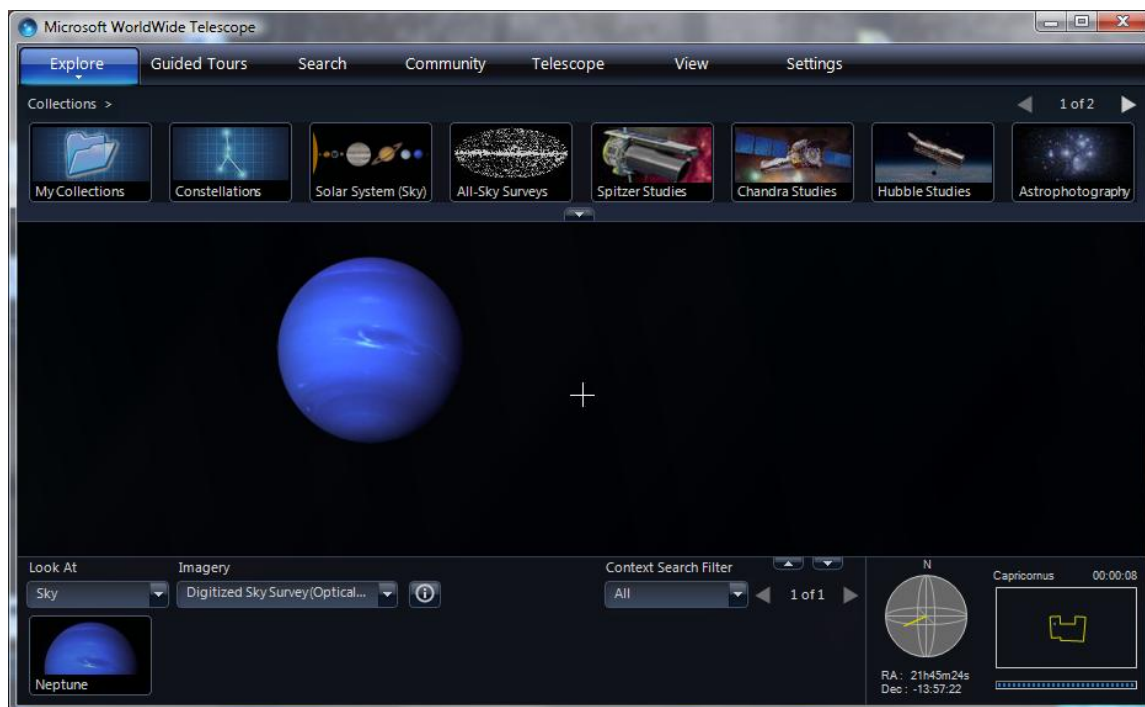 Microsoft WorldWide Telescope
Explore Guided Tours Search Community Telescope View Settings
Collections > 1 of 2
My Collections Constellations Solar System (Sky) All-Sky Surveys Spitzer Studies Chandra Studies Hubble Studies Astrophotography
Look At Imagery Context Search Filter N Capricornus 00:00:08
Sky Digitized Sky Survey(Optical... All 1 of 1
Neptune
RA : 21h45m24s
Dec : -13:57:22